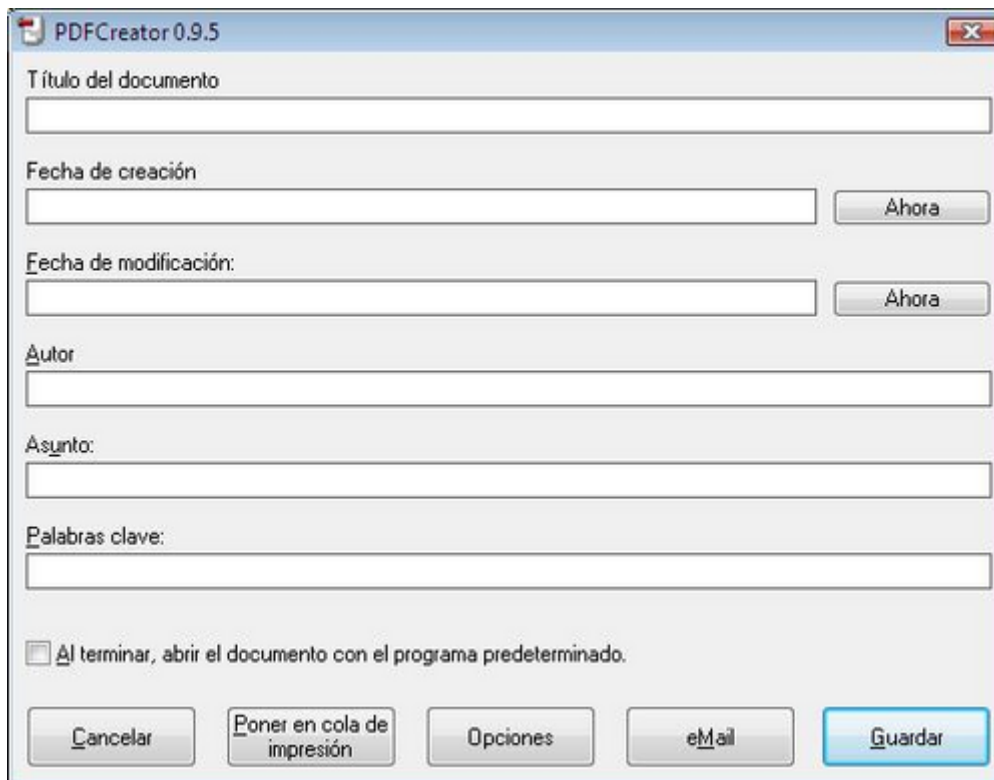 PDFCreator 0.9.5
Título del documento
Fecha de creación
Ahora
Fecha de modificación:
Ahora
Autor
Asunto:
Palabras clave:
Al terminar, abrir el documento con el programa predeterminado.
Cancelar
Poner en cola de
impresión
Opciones
eMail
Guardar